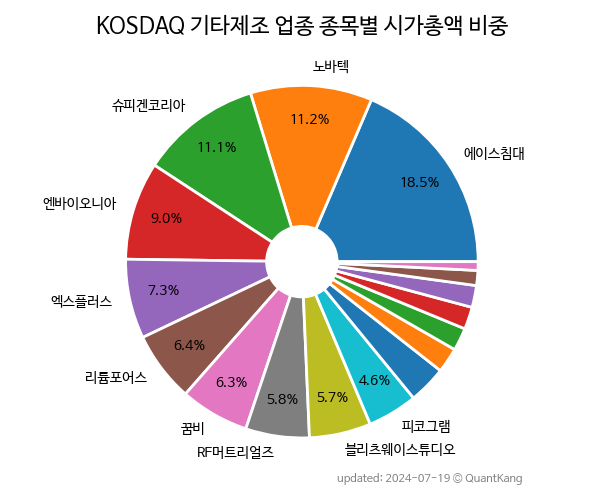 KOSDAQ 기타제조 업종 종목별 시가총액 비중
노바텍
슈피겐코리아
에이스침대
엔바이오니아
엑스플러스
리튬포어스
꿈비
RF머트리얼즈
블리츠웨이스튜디오
피코그램
11.2%
11.1%
18.5%
9.0%
7.3%
6.4%
6.3%
5.8%
5.7%
4.6%
updated: 2024-07-19 © QuantKang